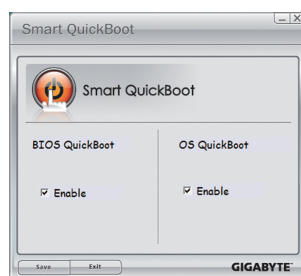 Smart QuickBoot
Smart QuickBoot
BIOS QuickBoot
Enable
OS QuickBoot
Enable
Save
Exit
GIGABYTE